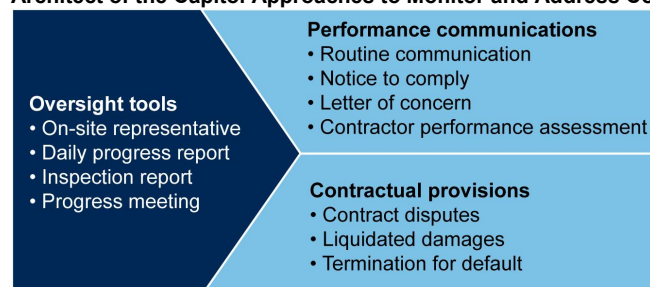 Architect of the Capitol Approaches to Monitor and Address
Oversight tools
• On-site representative
• Daily progress report
• Inspection report
• Progress meeting
Performance communications
• Routine communication
• Notice to comply
• Letter of concern
• Contractor performance assessment
Contractual provisions
• Contract disputes
• Liquidated damages
• Termination for default